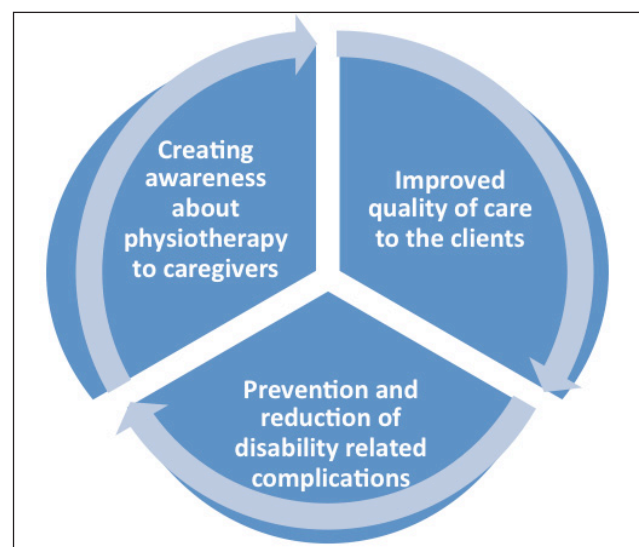 Creating
awareness
about
physiotherapy
to caregivers
Improved
quality of care
to the clients
Prevention and
reduction of
disability related
complications